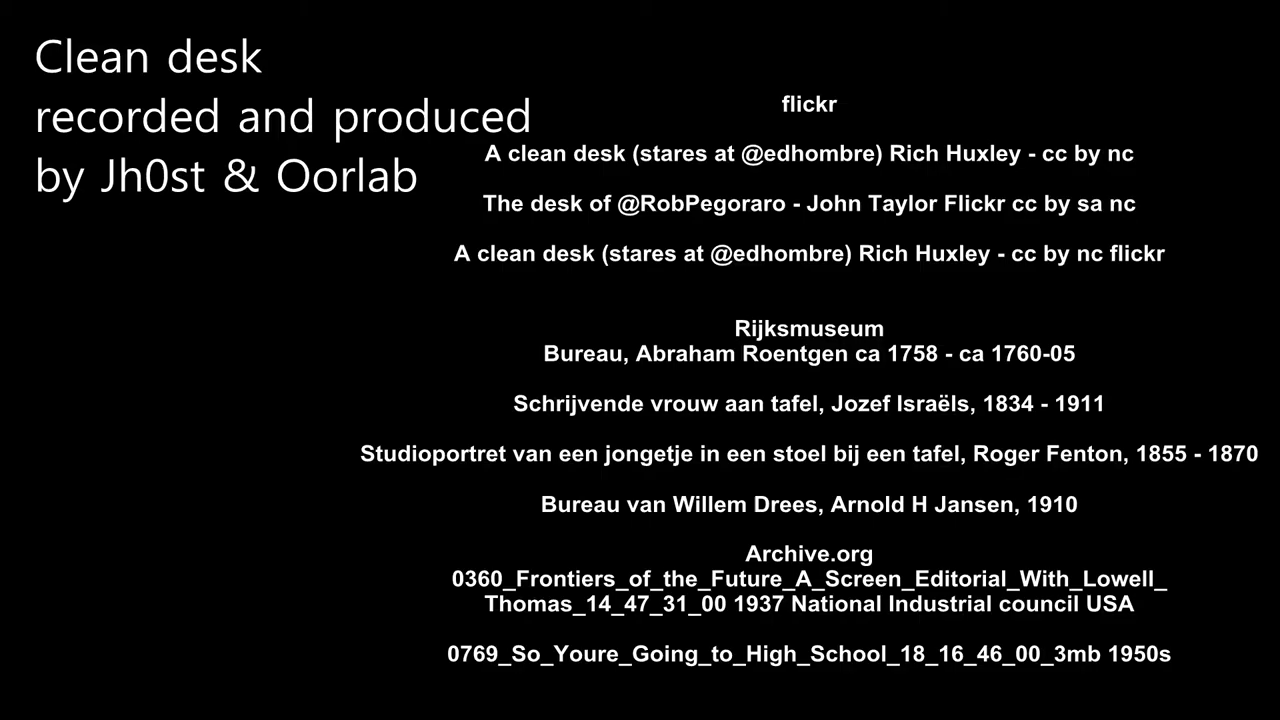 Clean desk
recorded and produced
by Jh0st & Oorlab
flickr
A clean desk (stares at @edhombre) Rich Huxley - cc by nc
The desk of @RobPegoraro - John Taylor Flickr cc by sa nc
A clean desk (stares at @edhombre) Rich Huxley - cc by nc flickr
Rijksmuseum
Bureau, Abraham Roentgen ca 1758 - ca 1760-05
Schrijvende vrouw aan tafel, Jozef Israëls, 1834 - 1911
Studioportret van een jongetje in een stoel bij een tafel, Roger Fenton, 1855 - 1870
Bureau van Willem Drees, Arnold H Jansen, 1910
Archive.org
0360_Frontiers_of_the_Future_A_Screen_Editorial_With_Lowell_
Thomas_14_47_31_00 1937 National Industrial council USA
0769_So_Youre_Going_to_High_School_18_16_46_00_3mb 1950s